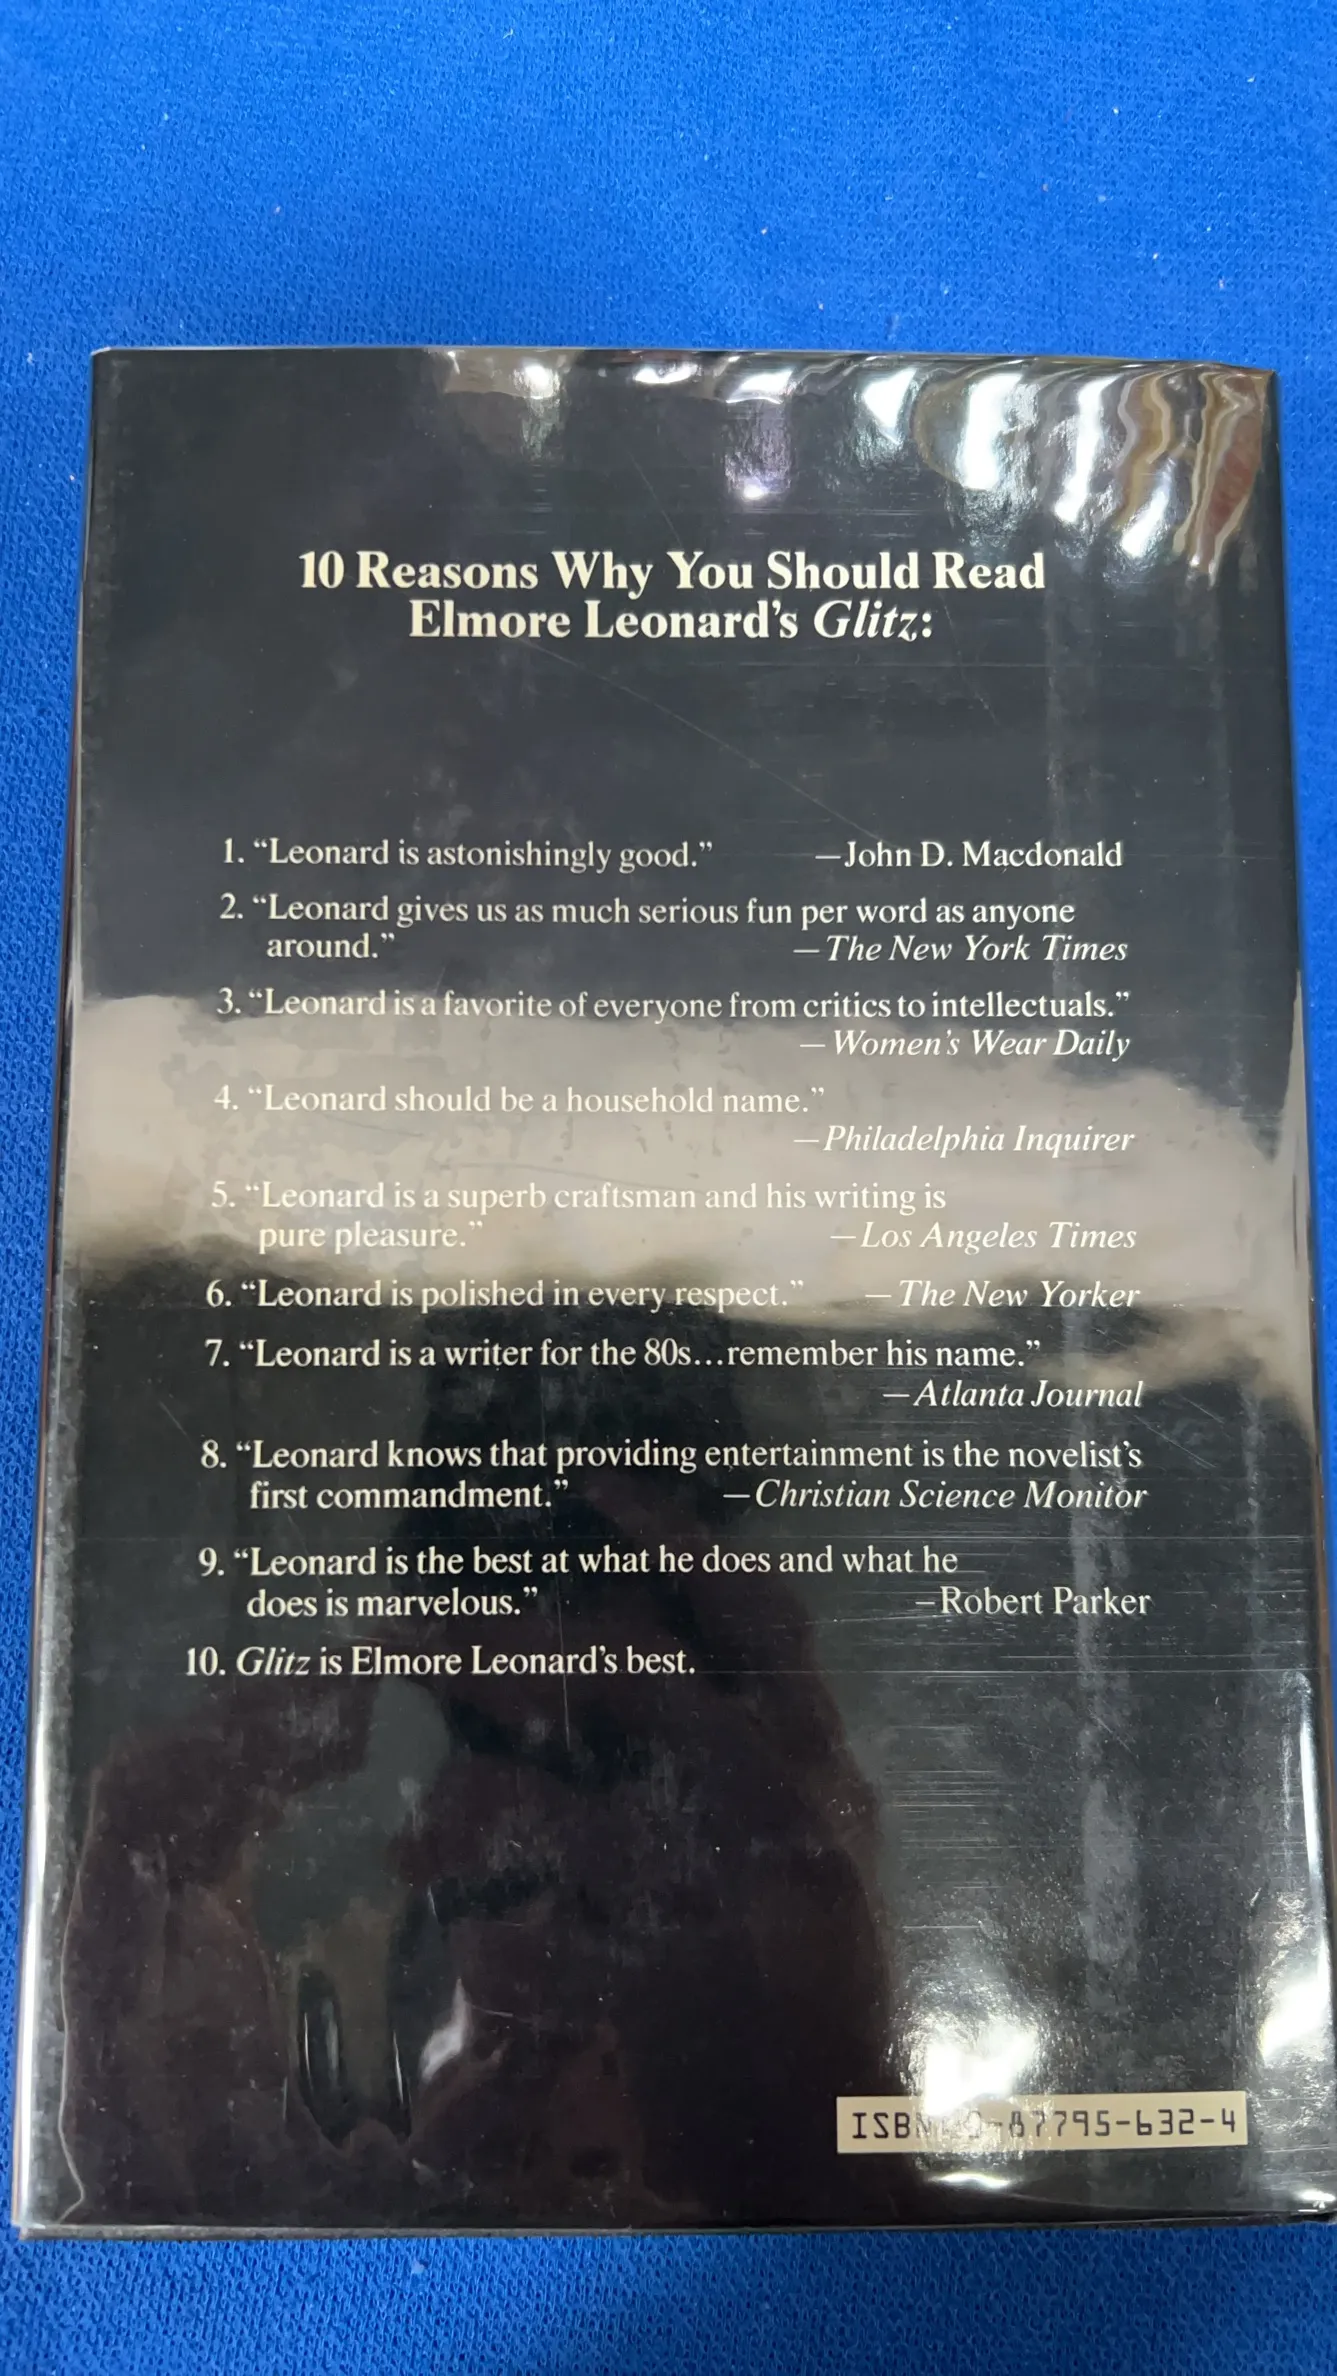 10 Reasons Why You Should Read
Elmore Leonard's Glitz:
1. “Leonard is astonishingly good.” —John D. Macdonald
2. “Leonard gives us as much serious fun per word as anyone
around.” —The New York Times
3. “Leonard is a favorite of everyone from critics to intellectuals.”
—Women's Wear Daily
4. “Leonard should be a household name.”
—Philadelphia Inquirer
5. “Leonard is a superb craftsman and his writing is
pure pleasure.” —Los Angeles Times
6. “Leonard is polished in every respect.” —The New Yorker
7. “Leonard is a writer for the 80s...remember his name.”
—Atlanta Journal
8. “Leonard knows that providing entertainment is the novelist's
first commandment.” —Christian Science Monitor
9. “Leonard is the best at what he does and what he
does is marvelous.” —Robert Parker
10. Glitz is Elmore Leonard's best.
ISBN 0-87795-632-4